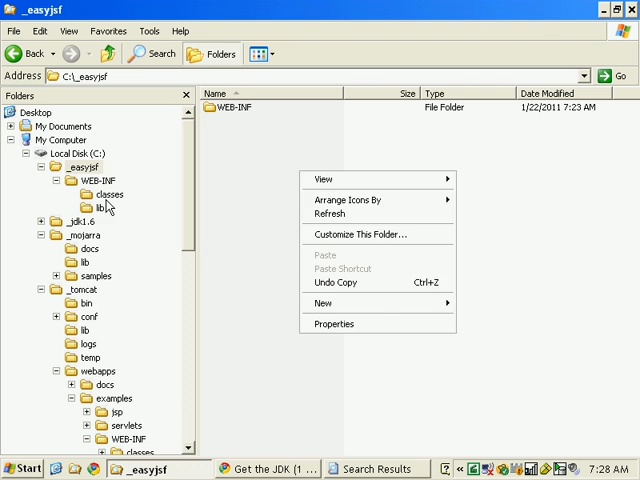 _easyjsf
File Edit View Favorites Tools Help
Back Search Folders
Address C:\_easyjsf Go
Folders
Name Size Type Date Modified
WEB-INF File Folder 1/22/2011 7:23 AM
Desktop
My Documents
My Computer
Local Disk (C:)
_easyjsf
WEB-INF
classes
lib
_jdk1.6
_mojarra
docs
lib
samples
_tomcat
bin
conf
lib
logs
temp
webapps
docs
examples
jsp
servlets
WEB-INF
classes
View
Arrange Icons By
Refresh
Customize This Folder...
Paste
Paste Shortcut
Undo Copy Ctrl+Z
New
Properties
Start _easyjsf Get the JDK (1 ... Search Results 7:28 AM